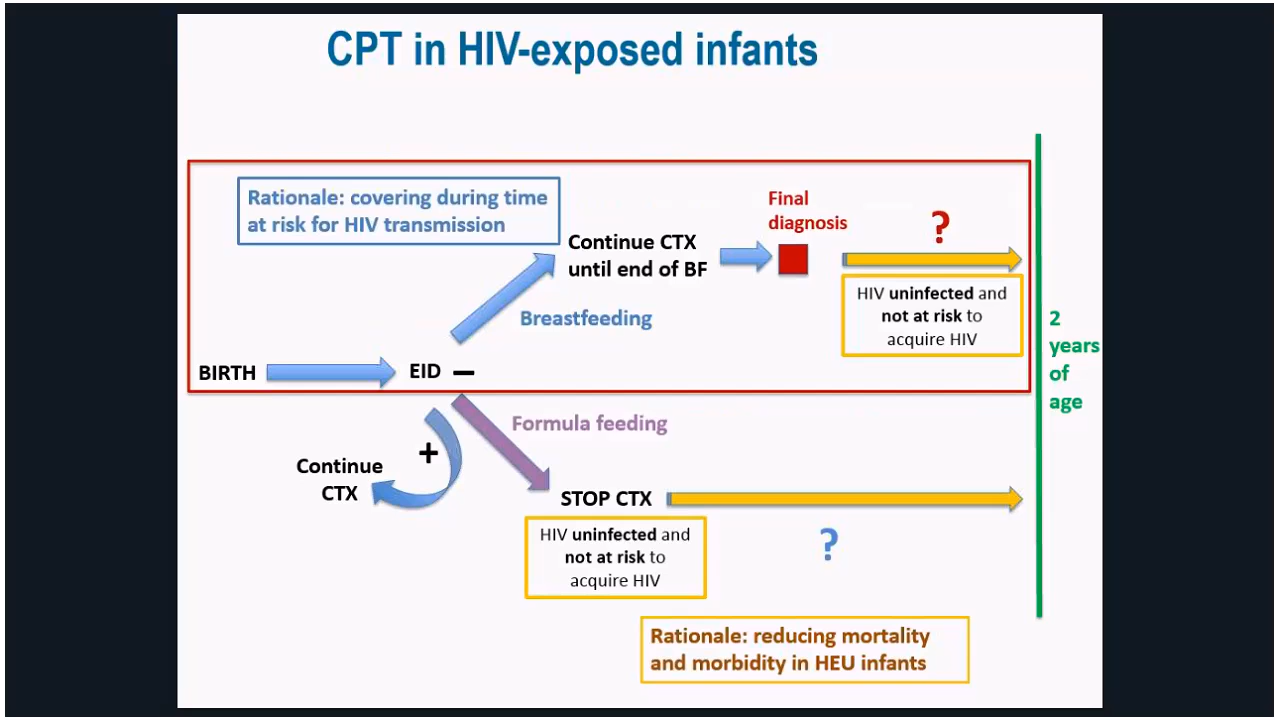 CPT in HIV-exposed infants
Rationale: covering during time
at risk for HIV transmission
Continue CTX
until end of BF
Final
diagnosis
?
HIV uninfected and
not at risk to
acquire HIV
Breastfeeding
BIRTH
EID –
2
years
of
age
Formula feeding
+
Continue
CTX
STOP CTX
HIV uninfected and
not at risk to
acquire HIV
?
Rationale: reducing mortality
and morbidity in HEU infants